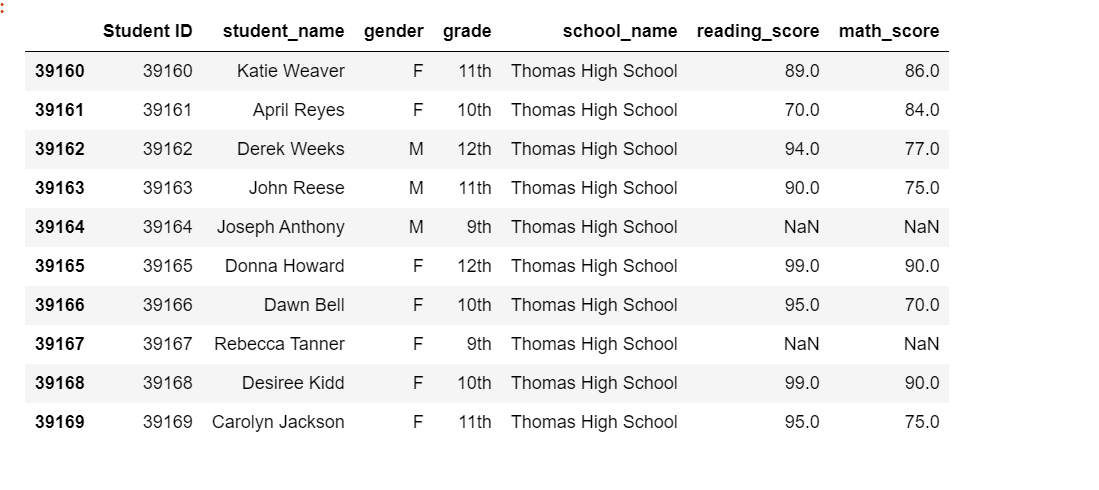 :
Student ID student_name gender grade school_name reading_score math_score
39160 39160 Katie Weaver F 11th Thomas High School 89.0 86.0
39161 39161 April Reyes F 10th Thomas High School 70.0 84.0
39162 39162 Derek Weeks M 12th Thomas High School 94.0 77.0
39163 39163 John Reese M 11th Thomas High School 90.0 75.0
39164 39164 Joseph Anthony M 9th Thomas High School NaN NaN
39165 39165 Donna Howard F 12th Thomas High School 99.0 90.0
39166 39166 Dawn Bell F 10th Thomas High School 95.0 70.0
39167 39167 Rebecca Tanner F 9th Thomas High School NaN NaN
39168 39168 Desiree Kidd F 10th Thomas High School 99.0 90.0
39169 39169 Carolyn Jackson F 11th Thomas High School 95.0 75.0